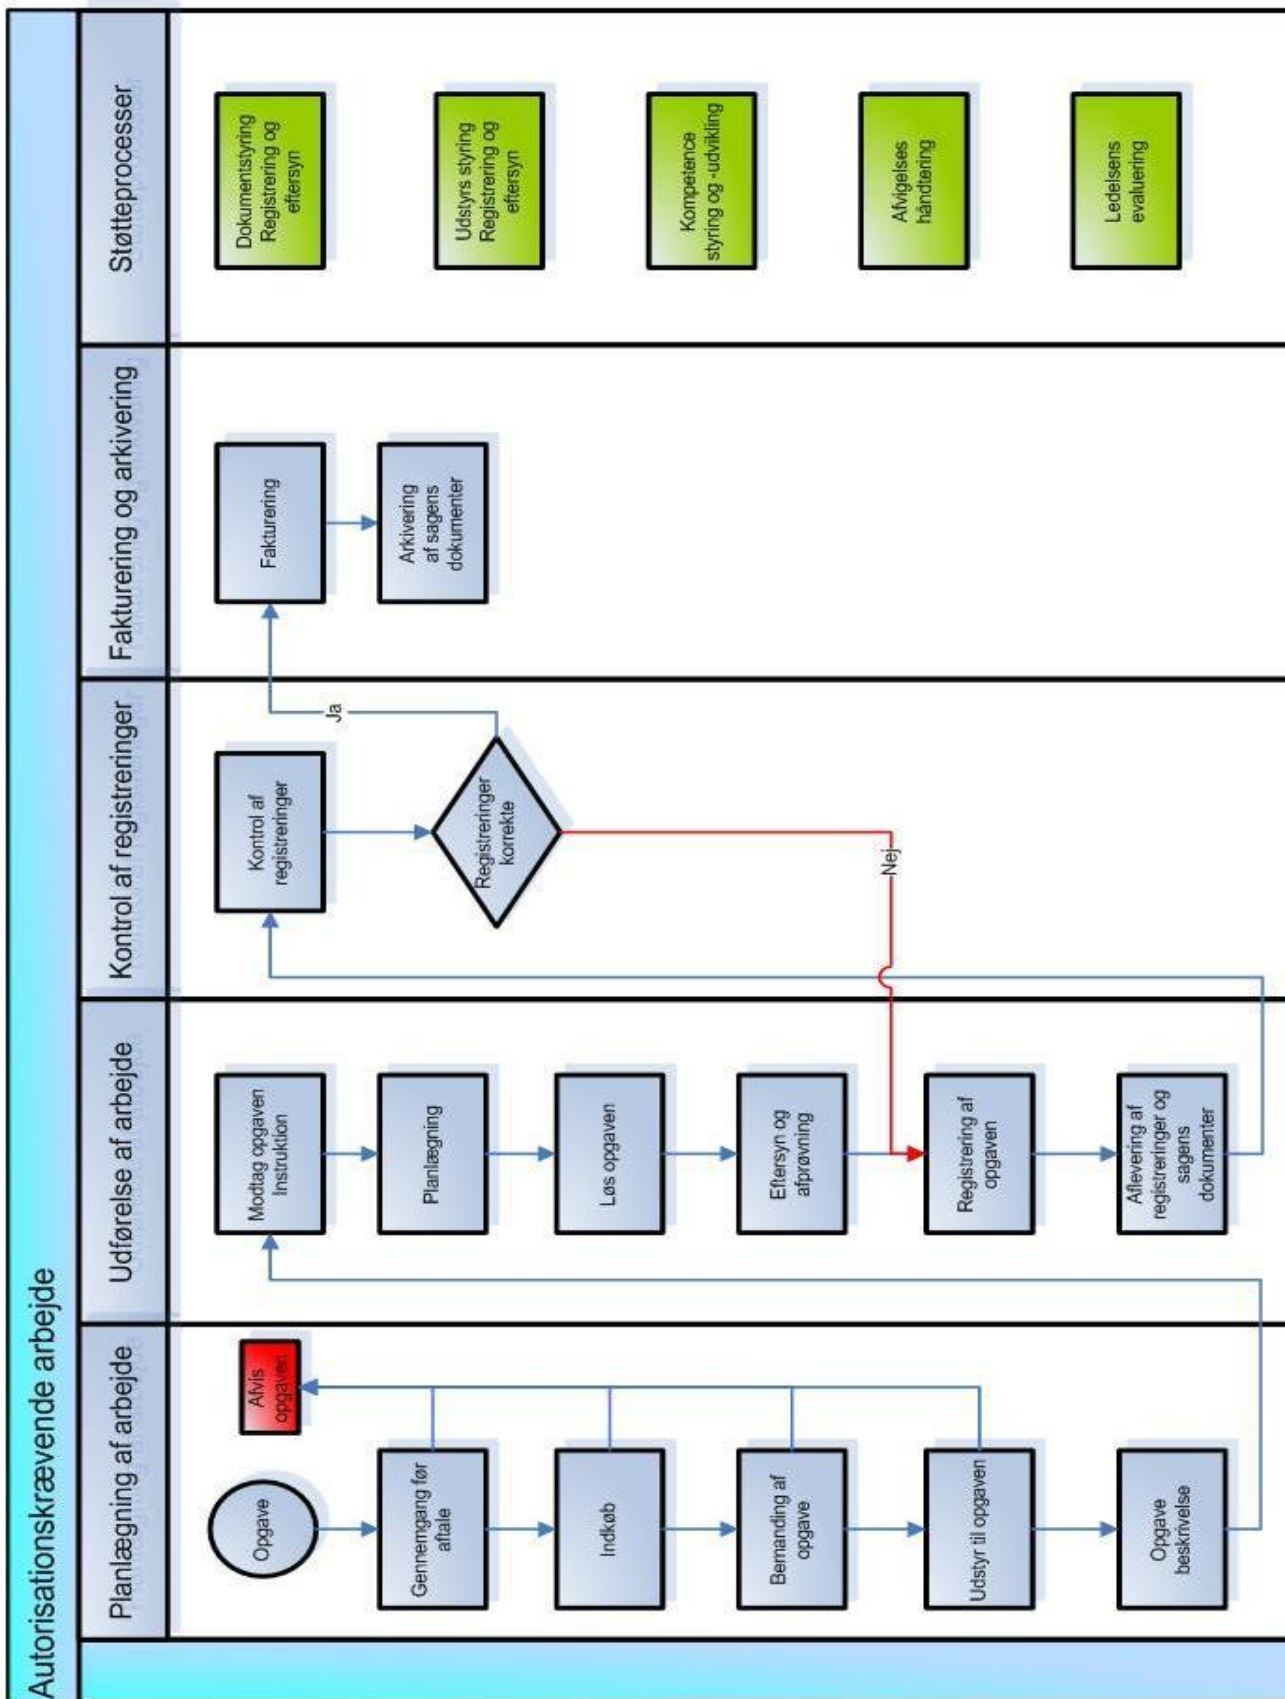 Autorisationskrævende arbejde
Planlægning af arbejde
Udførelse af arbejde
Kontrol af registreringer
Fakturering og arkivering
Støtteprocesser
Opgave
Afvis
opgaven
Gennemgang før
aftale
Indkøb
Bemanding af
opgave
Udstyr til opgaven
Opgave
beskrivelse
Modtag opgaven
Instruktion
Planlægning
Løs opgaven
Eftersyn og
afprøvning
Registrering af
opgaven
Aflevering af
registreringer og
sagens
dokumenter
Kontrol af
registreringer
Registreringer
korrekte
Ja
Nej
Fakturering
Arkivering
af sagens
dokumenter
Dokumentstyring
Registrering og
eftersyn
Udstyrs styring
Registrering og
eftersyn
Kompetence
styring og -udvikling
Afvigelses
håndtering
Ledelsens
evaluering